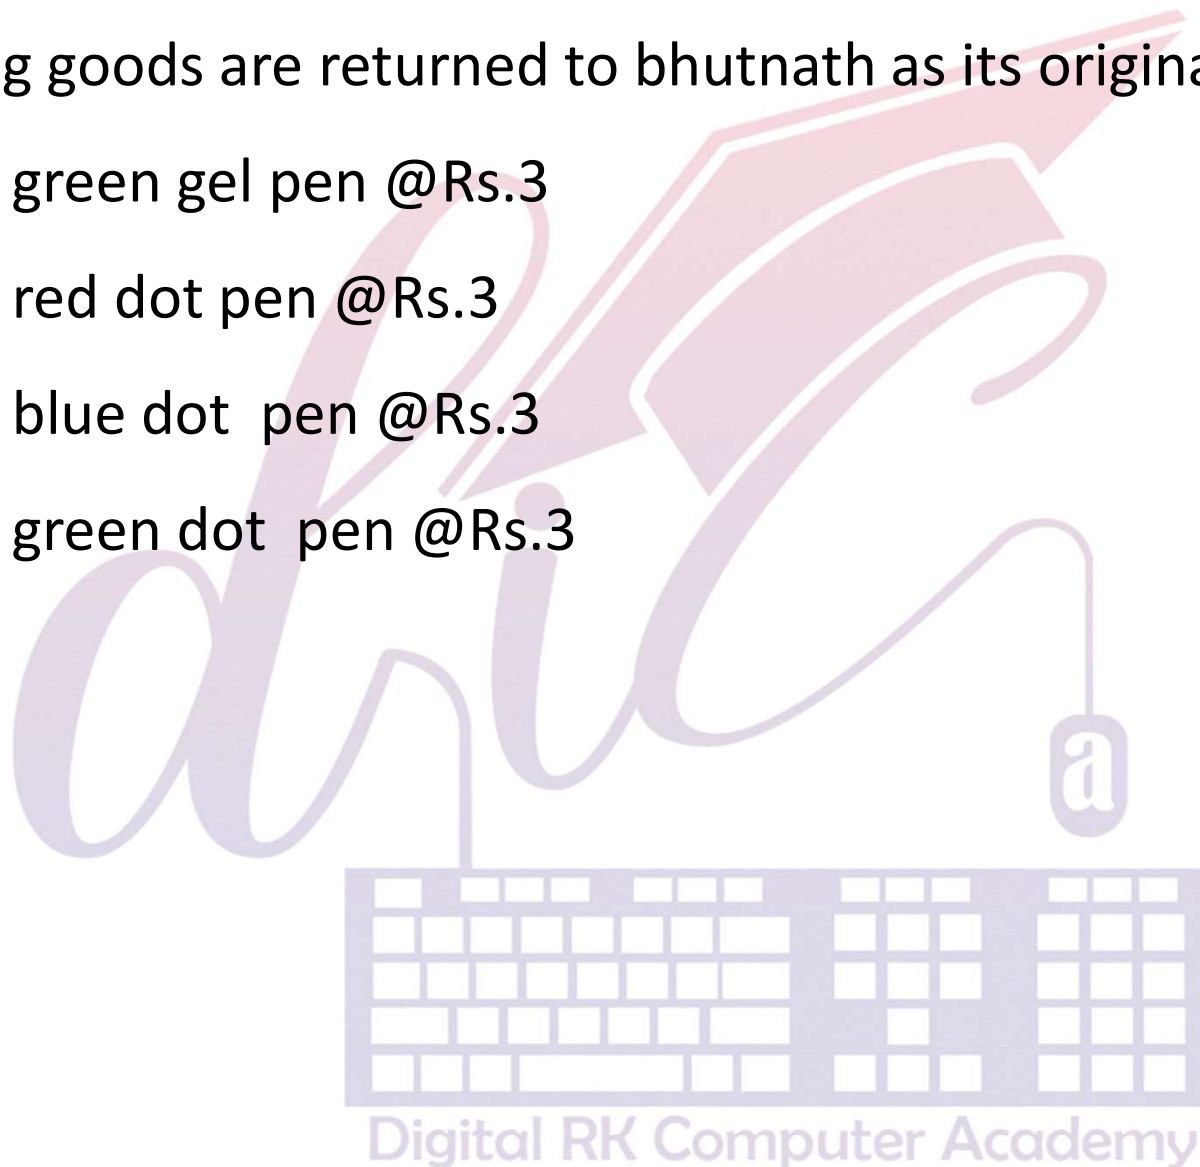 g goods are returned to bhutnath as its origina
green gel pen @Rs.3
red dot pen @Rs.3
blue dot  pen @Rs.3
green dot  pen @Rs.3
dica
Digital RK Computer Academy